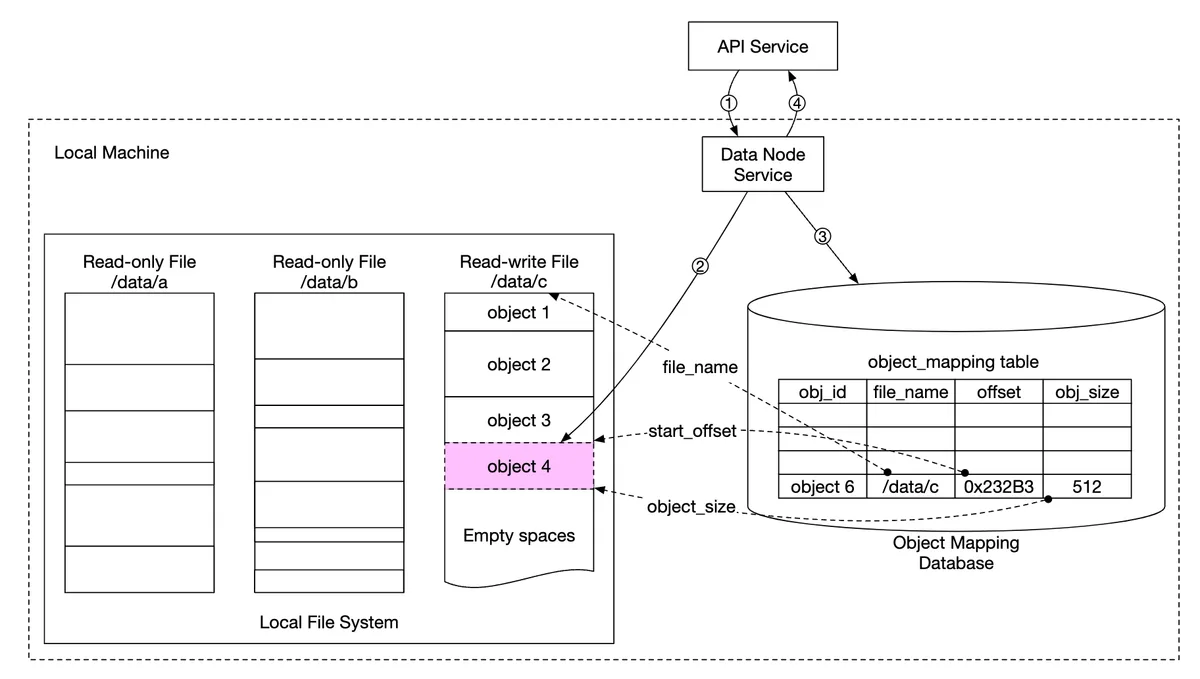 API Service
①
④
Local Machine
Data Node
Service
②
③
Read-only File
/data/a
Read-only File
/data/b
Read-write File
/data/c
object 1
object 2
object 3
object 4
Empty spaces
Local File System
file_name
start_offset
object_size
object_mapping table
obj_id file_name offset obj_size
object 6 /data/c 0x232B3 512
Object Mapping
Database